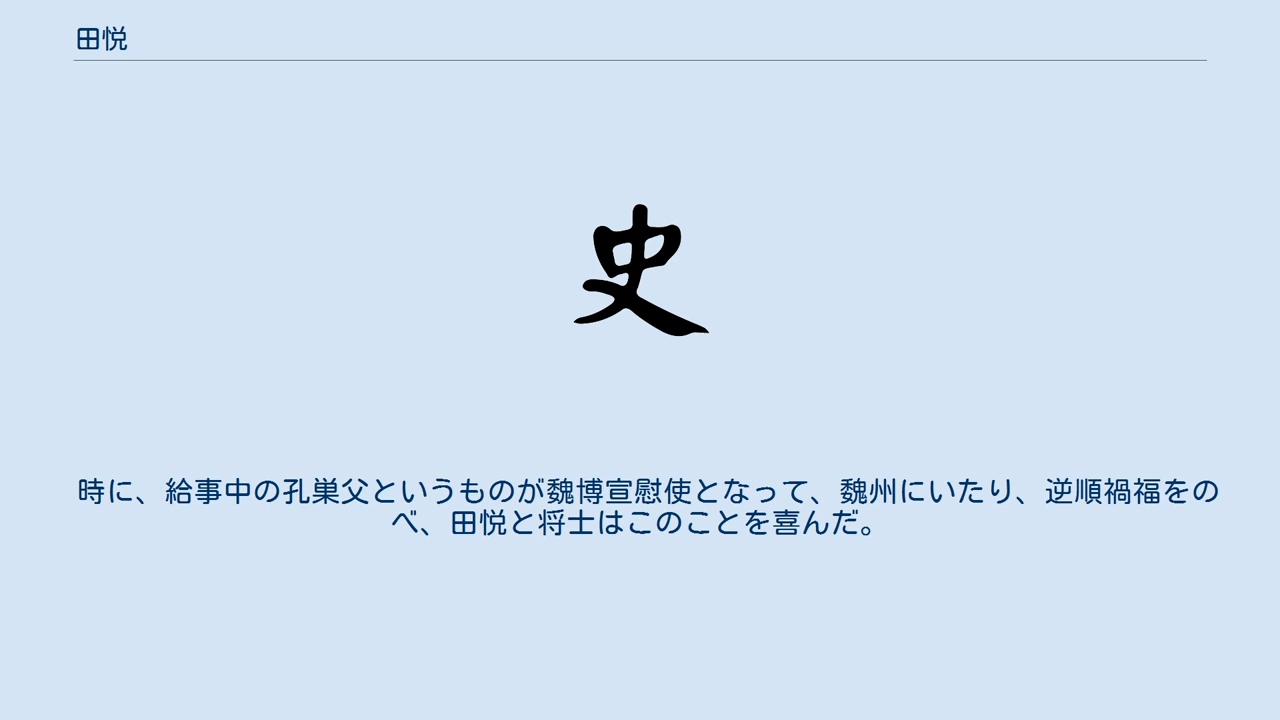 田悦
史
時に、給事中の孔巣父というものが魏博宣慰使となって、魏州にいたり、逆順禍福をの
べ、田悦と将士はこのことを喜んだ。